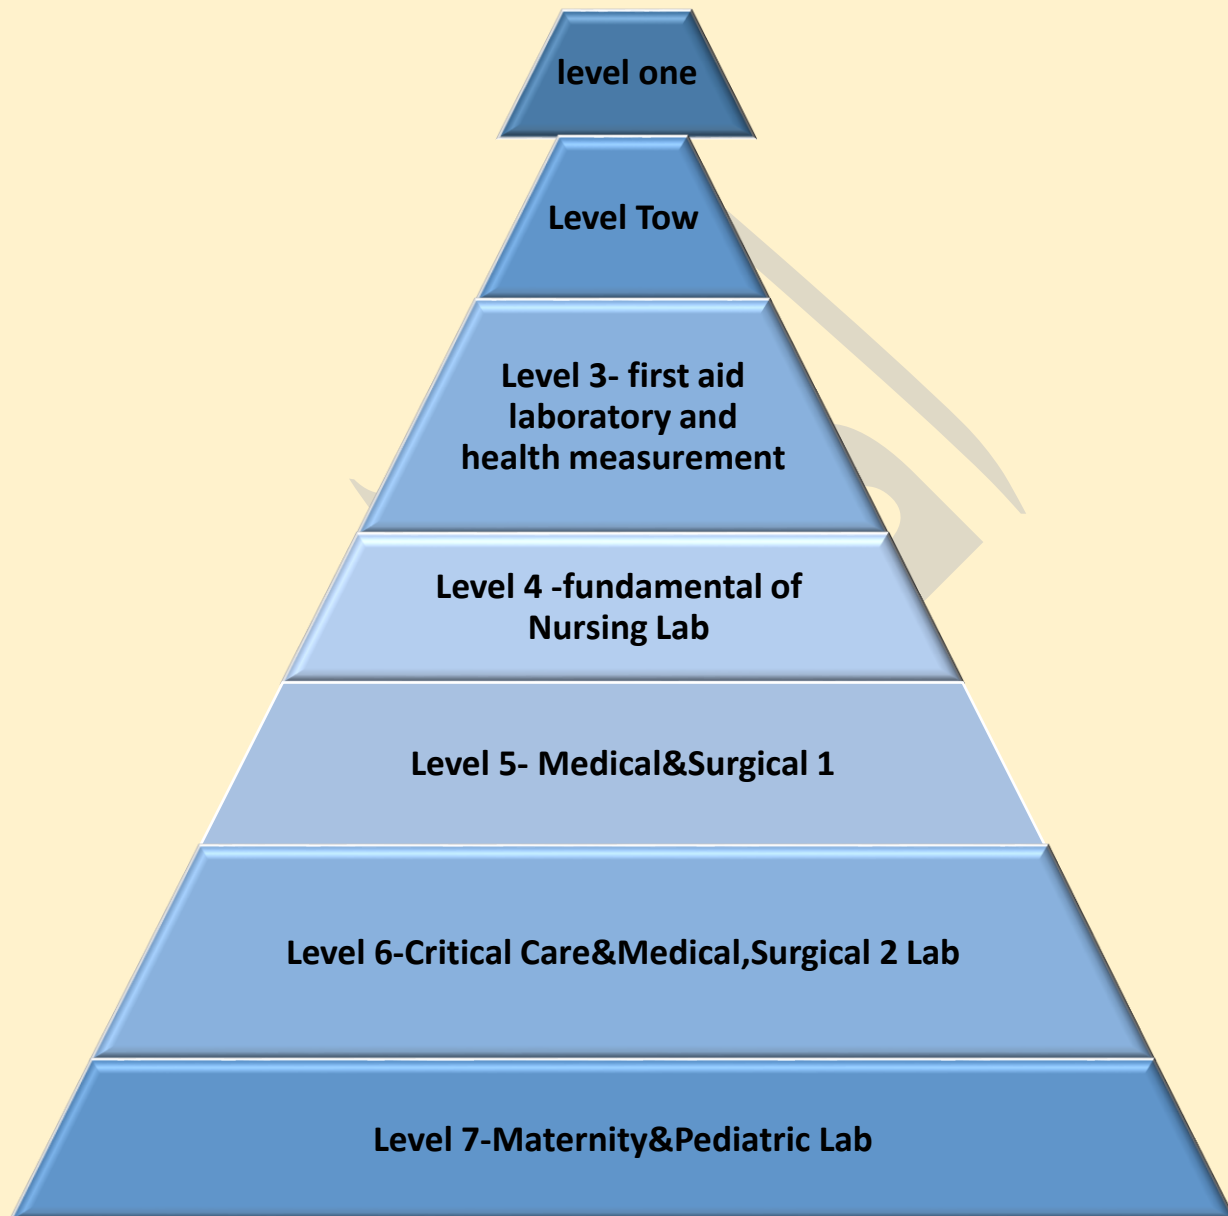 level one
Level Tow
Level 3- first aid
laboratory and
health measurement
Level 4 -fundamental of
Nursing Lab
Level 5- Medical&Surgical 1
Level 6-Critical Care&Medical,Surgical 2 Lab
Level 7-Maternity&Pediatric Lab